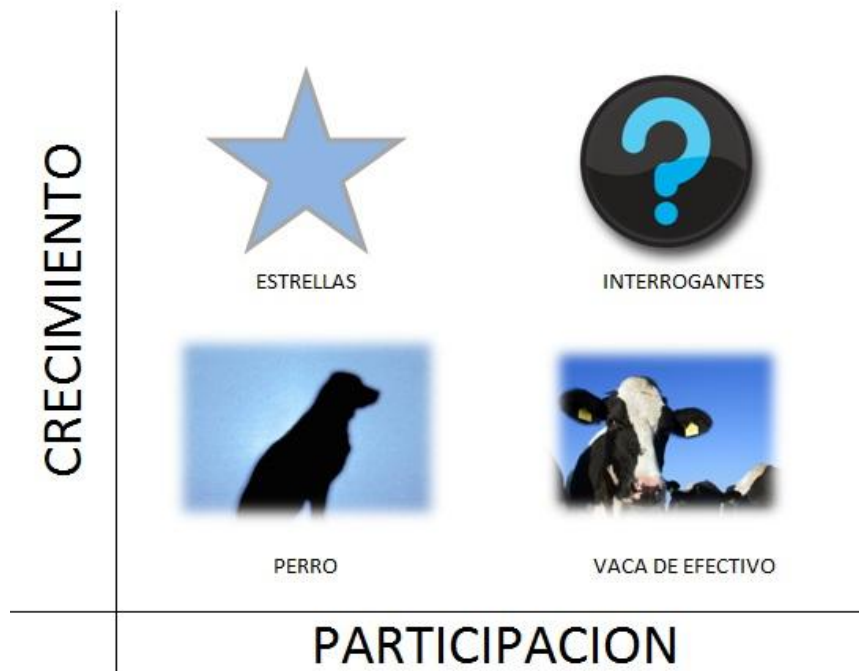 CRECIMIENTO
ESTRELLAS
INTERROGANTES
PERRO
VACA DE EFECTIVO
PARTICIPACION